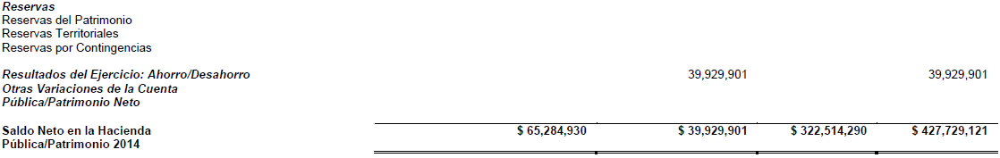 Reservas
Reservas del Patrimonio
Reservas Territoriales
Reservas por Contingencias
Resultados del Ejercicio: Ahorro/Desahorro 39,929,901 39,929,901
Otras Variaciones de la Cuenta
Pública/Patrimonio Neto
Saldo Neto en la Hacienda $ 65,284,930 $ 39,929,901 $ 322,514,290 $ 427,729,121
Pública/Patrimonio 2014